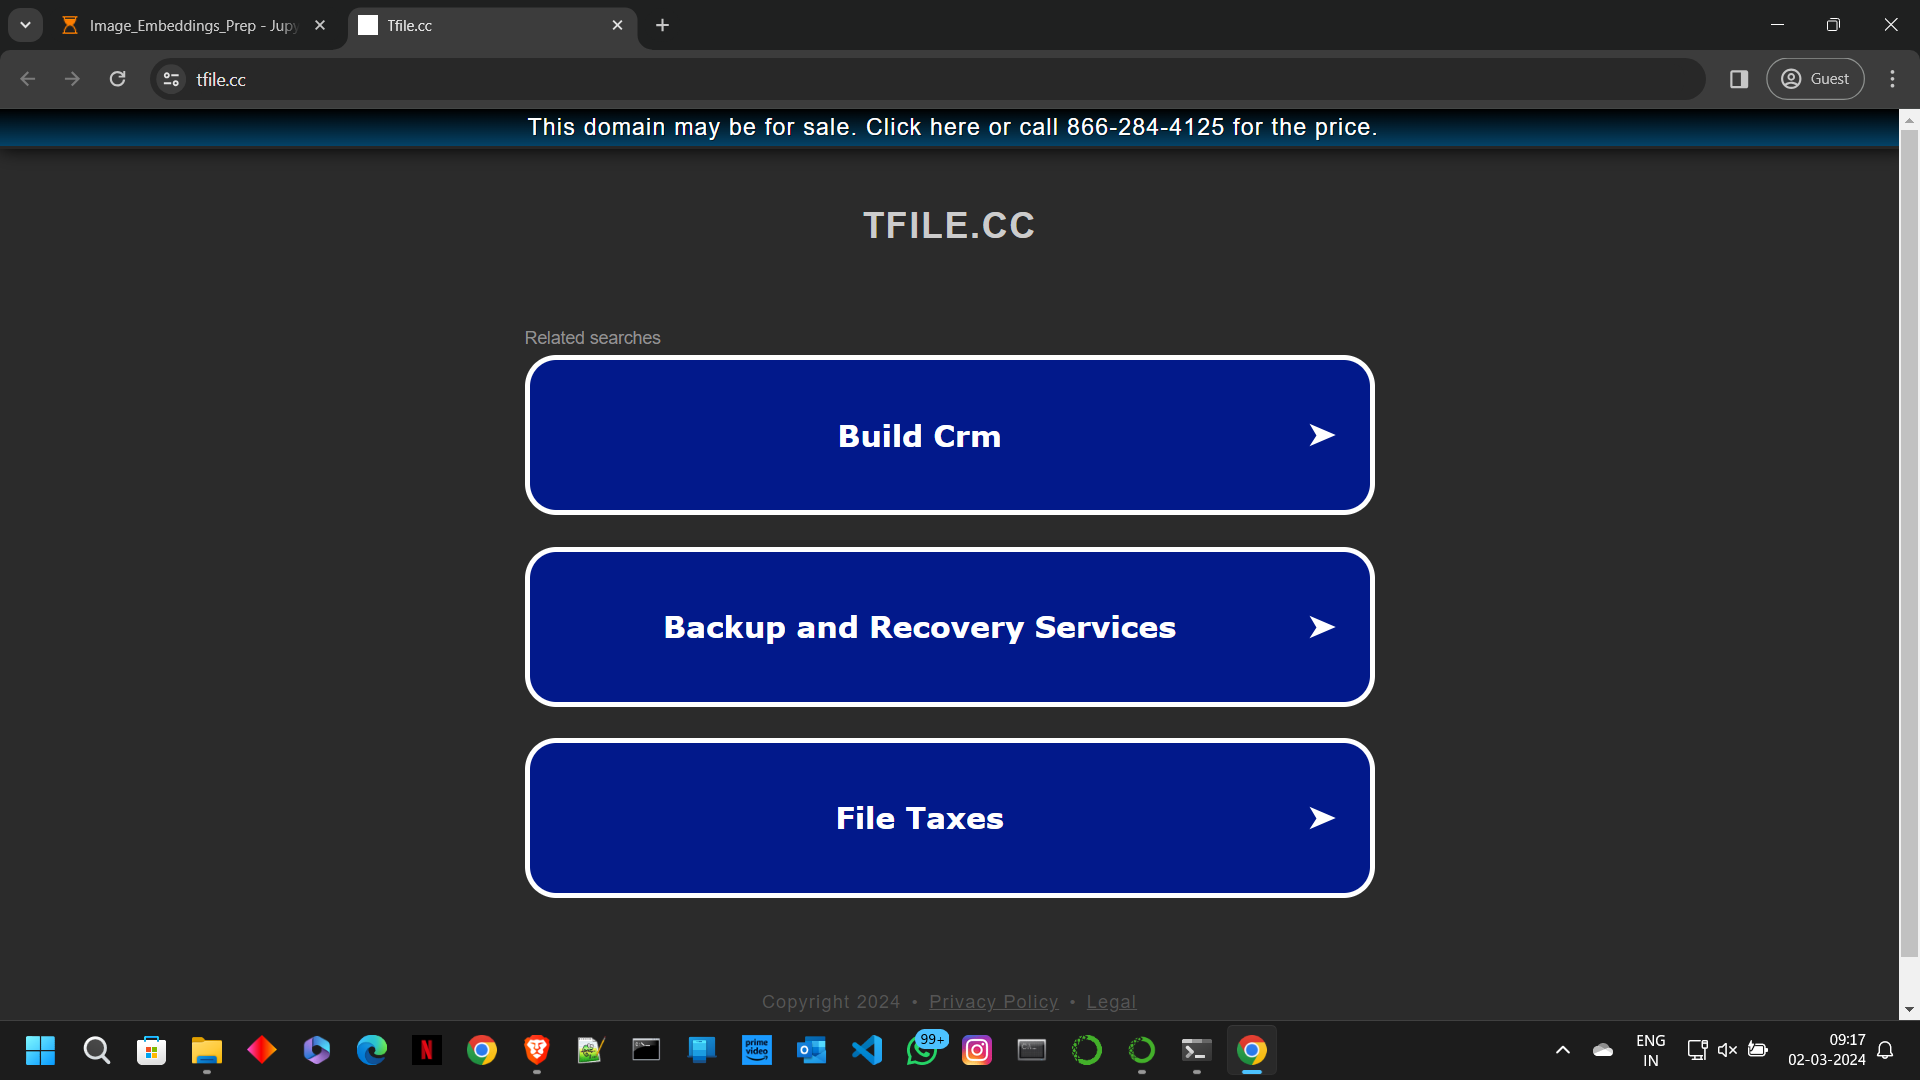 Image_Embeddings_Prep - Jupy
Tfile.cc
tfile.cc
Guest
This domain may be for sale. Click here or call 866-284-4125 for the price.
TFILE.CC
Related searches
Build Crm
Backup and Recovery Services
File Taxes
Copyright 2024 • Privacy Policy • Legal
N
prime video
99+
ENG
IN
09:17
02-03-2024